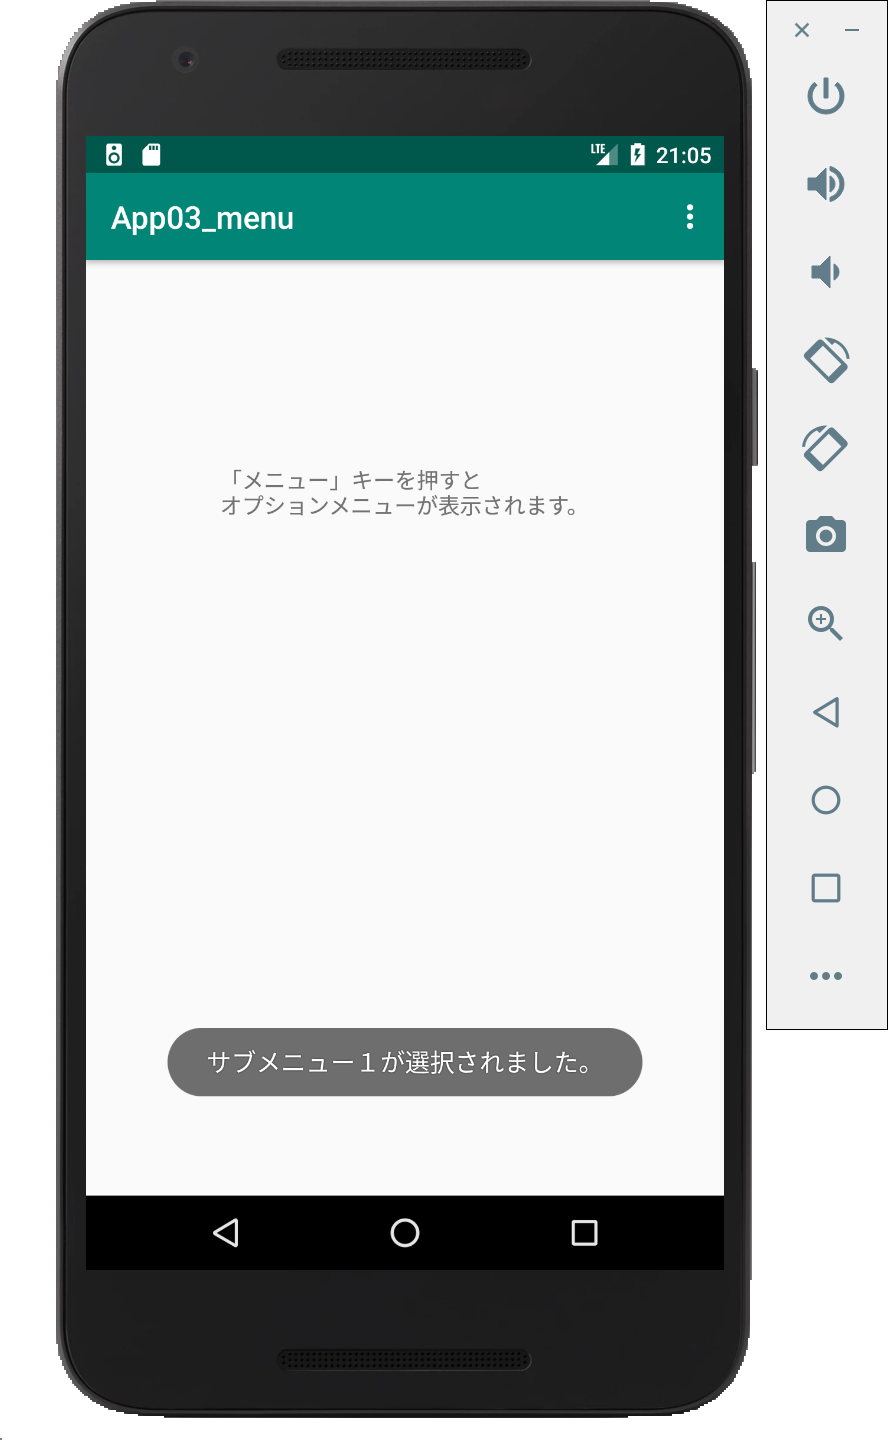 LTE 21:05
App03_menu
「メニュー」キーを押すと
オプションメニューが表示されます。
サブメニュー１が選択されました。